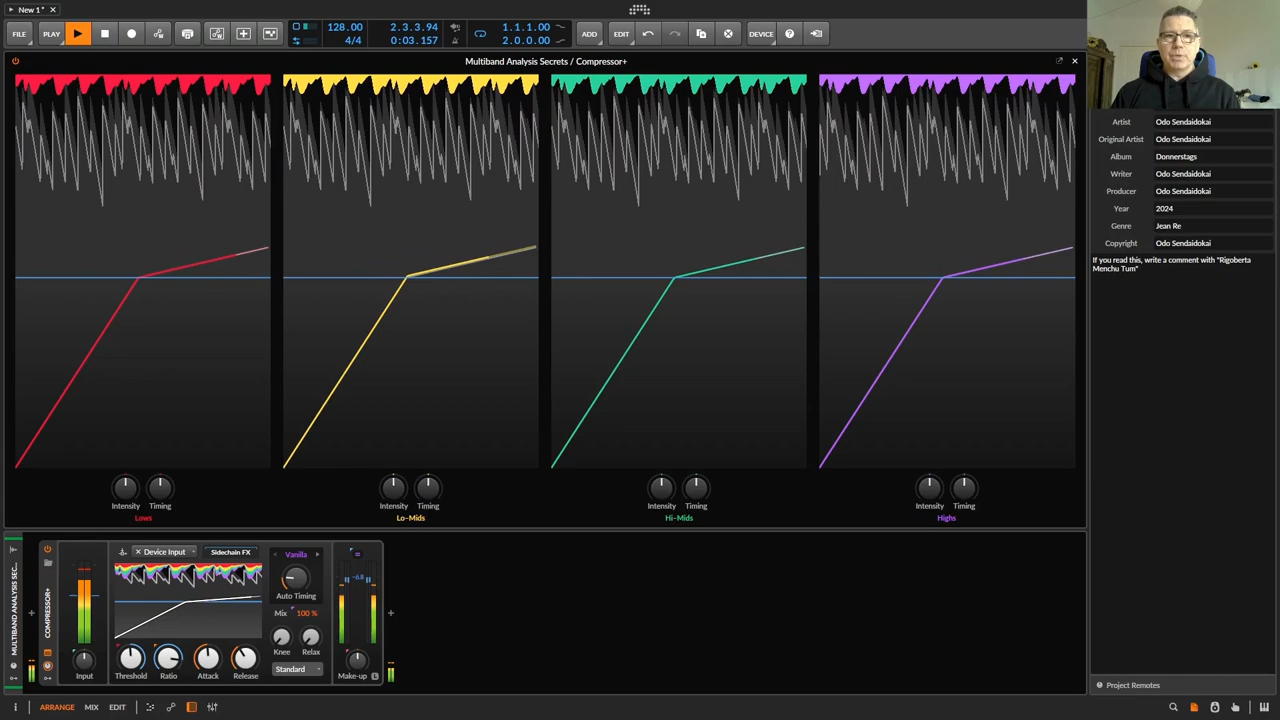 New 1 *
FILE
PLAY
128.00
4/4
2.3.3.94
0:03.157
1.1.1.00
2.0.0.00
ADD
EDIT
DEVICE
Multiband Analysis Secrets / Compressor+
Artist Odo Sendaidokai
Original Artist Odo Sendaidokai
Album Donnerstags
Writer Odo Sendaidokai
Producer Odo Sendaidokai
Year 2024
Genre Jean Re
Copyright Odo Sendaidokai
If you read this, write a comment with "Rigoberta
Menchu Tum"
Intensity Timing
Lows
Intensity Timing
Lo-Mids
Intensity Timing
Hi-Mids
Intensity Timing
Highs
MULTIBAND ANALYSIS SEC...
COMPRESSOR+
Input
Device Input
Sidechain FX
Threshold
Ratio
Attack
Release
Vanilla
Auto Timing
Mix 100 %
Knee
Relax
Standard
-6.8
Make-up
L
Project Remotes
ARRANGE
MIX
EDIT